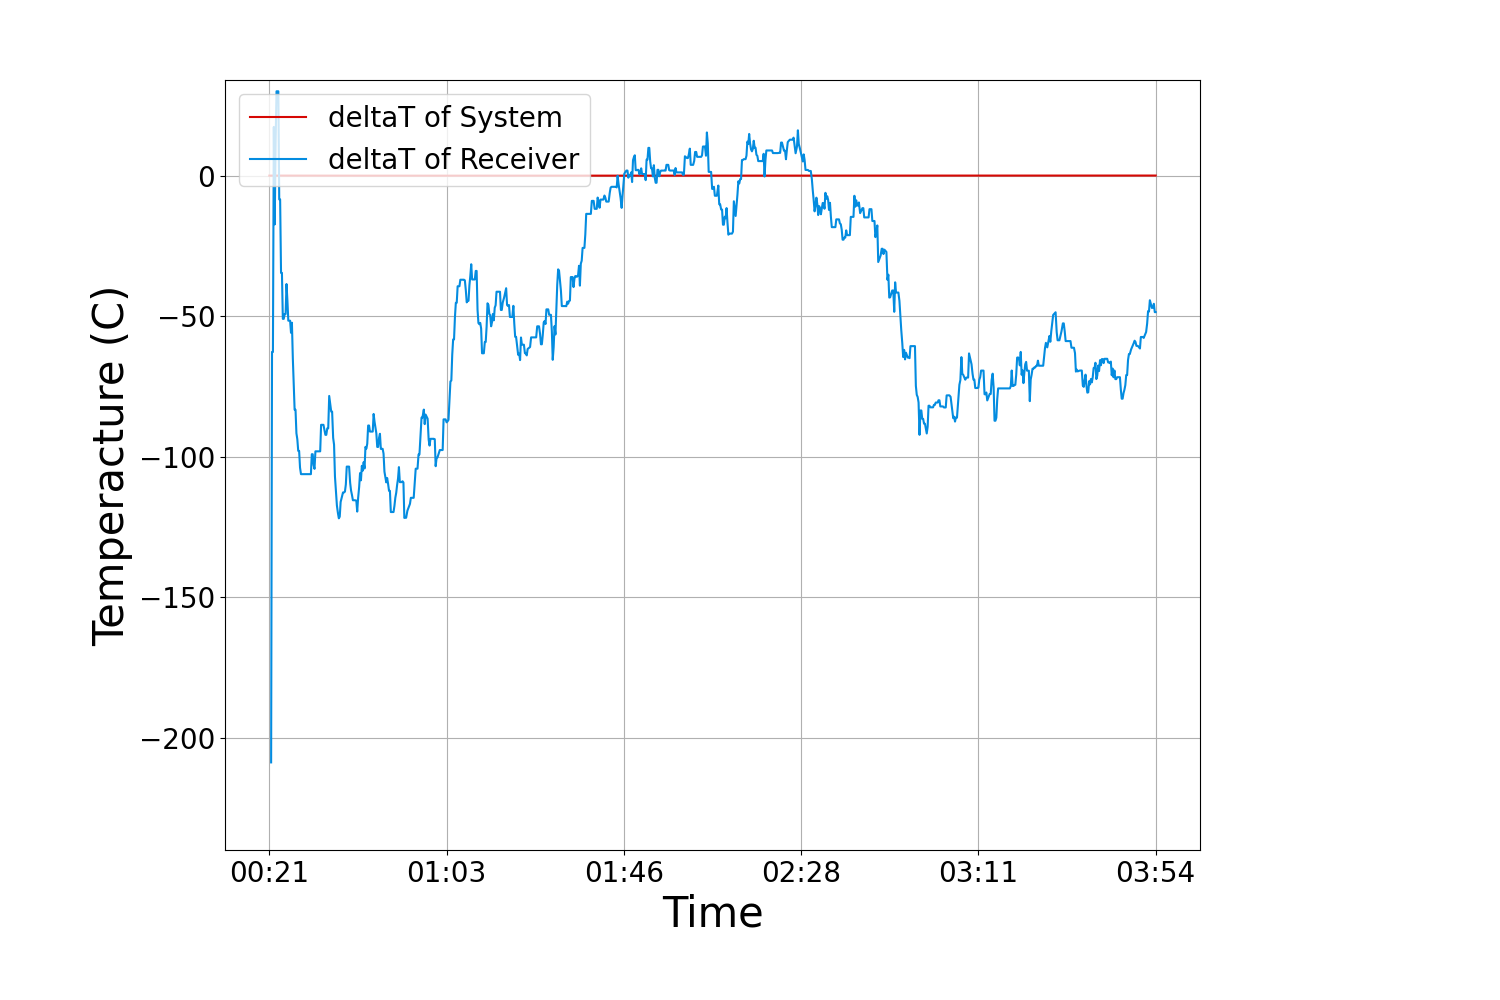 deltaT of System
deltaT of Receiver
0
−50
−100
−150
−200
Temperacture (C)
00:21 01:03 01:46 02:28 03:11 03:54
Time